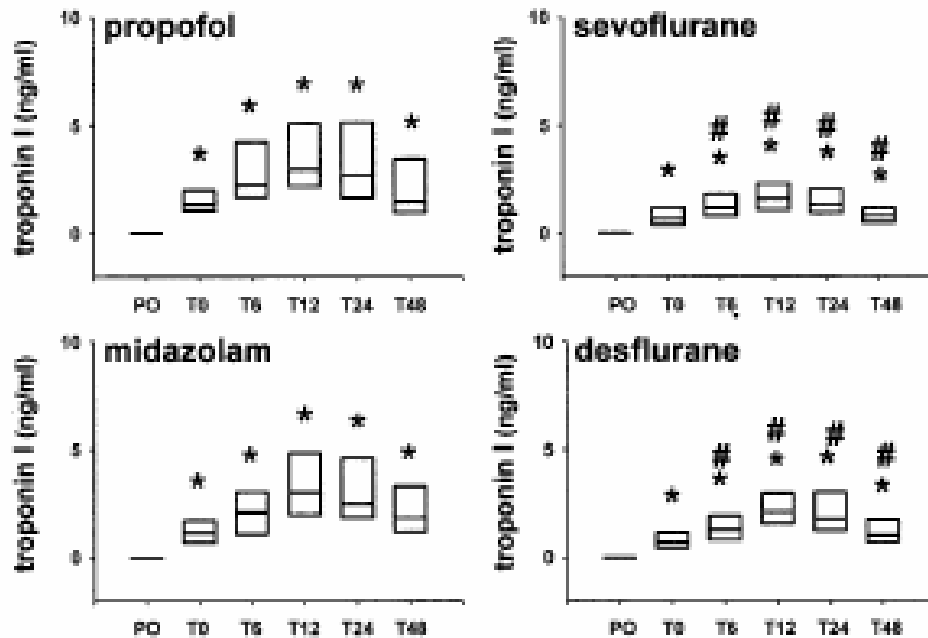 propofol
troponin I (ng/ml)
10
5
0
* * * * *
PO T0 T6 T12 T24 T48
sevoflurane
troponin I (ng/ml)
10
5
0
# # # #
* * * * *
PO T0 T6 T12 T24 T48
midazolam
troponin I (ng/ml)
10
5
0
* * * * *
PO T0 T6 T12 T24 T48
desflurane
troponin I (ng/ml)
10
5
0
# # # #
* * * * *
PO T0 T6 T12 T24 T48